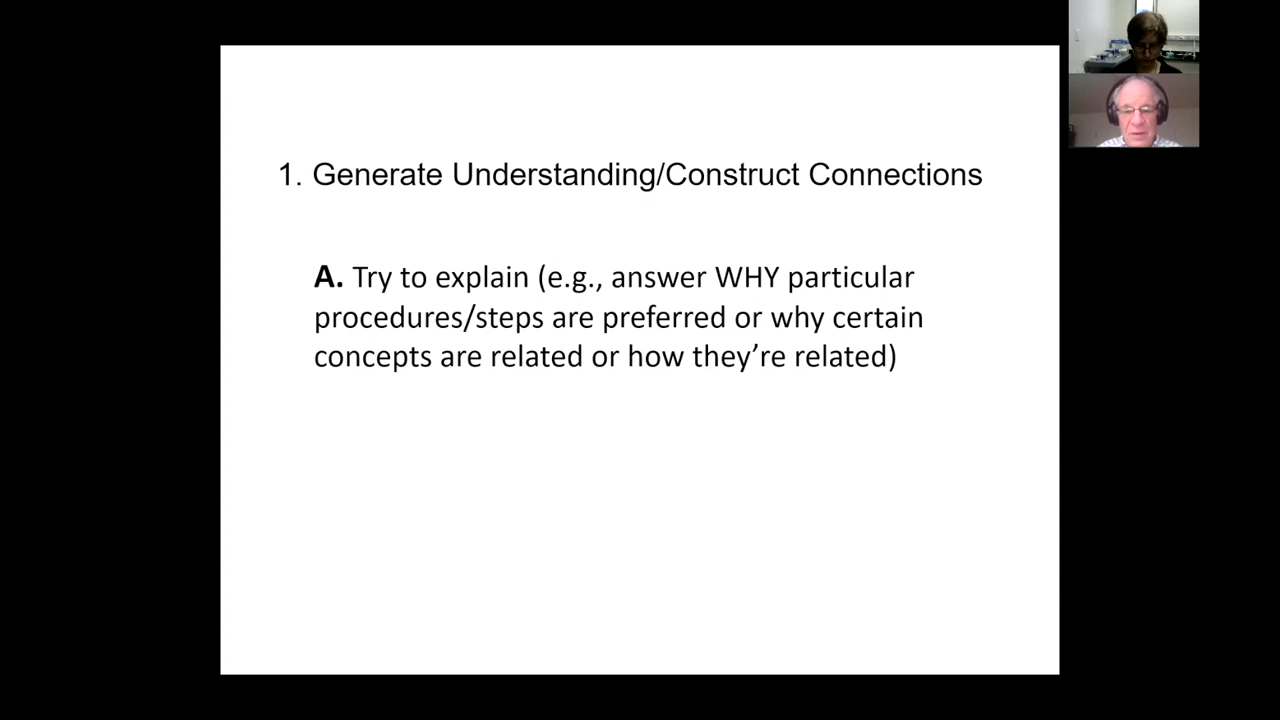 1. Generate Understanding/Construct Connections
A. Try to explain (e.g., answer WHY particular
procedures/steps are preferred or why certain
concepts are related or how they’re related)